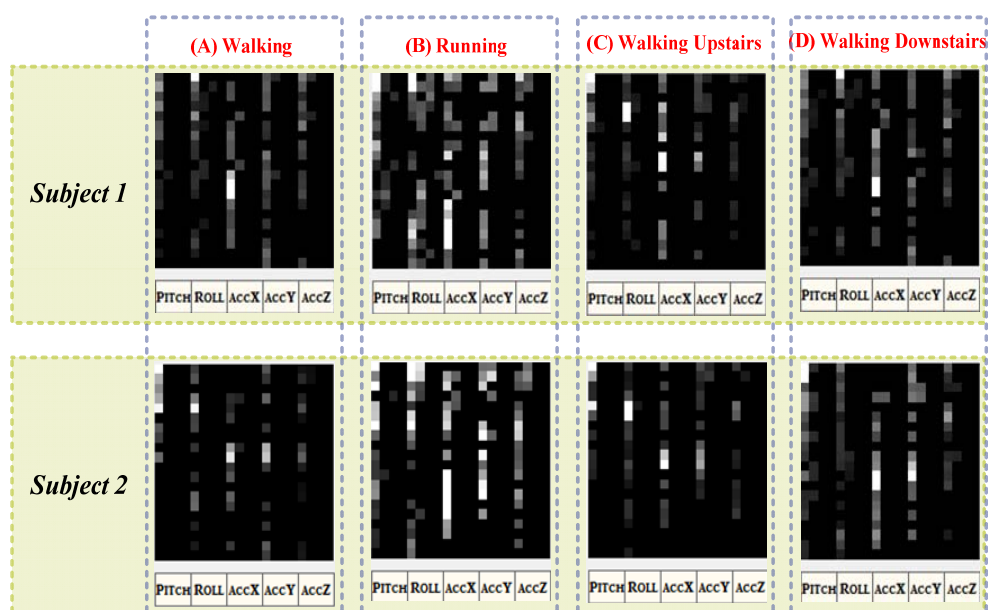 (A) Walking (B) Running (C) Walking Upstairs (D) Walking Downstairs
Subject 1
PITCH ROLL ACCX ACCY ACCZ PITCH ROLL ACCX ACCY ACCZ PITCH ROLL ACCX ACCY ACCZ PITCH ROLL ACCX ACCY ACCZ
Subject 2
PITCH ROLL ACCX ACCY ACCZ PITCH ROLL ACCX ACCY ACCZ PITCH ROLL ACCX ACCY ACCZ PITCH ROLL ACCX ACCY ACCZ